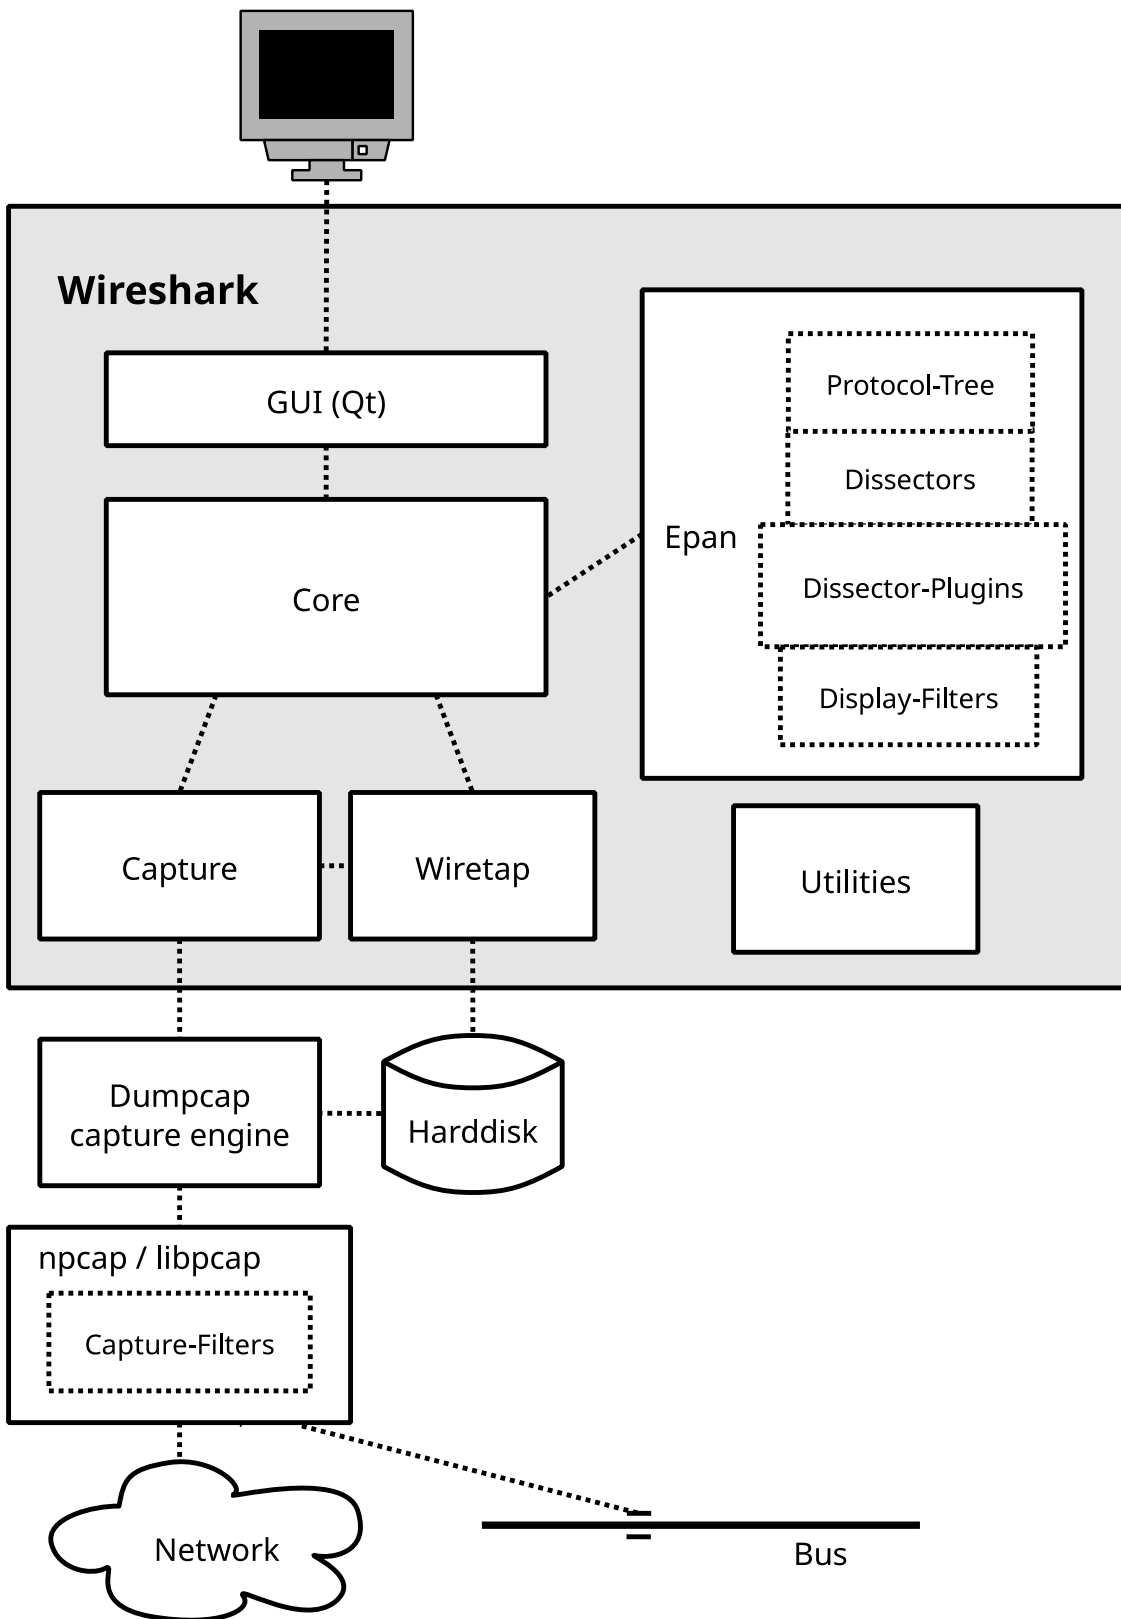 Wireshark
GUI (Qt)
Core
Epan
Protocol-Tree
Dissectors
Dissector-Plugins
Display-Filters
Capture
Wiretap
Utilities
Dumpcap
capture engine
Harddisk
npcap / libpcap
Capture-Filters
Network
Bus